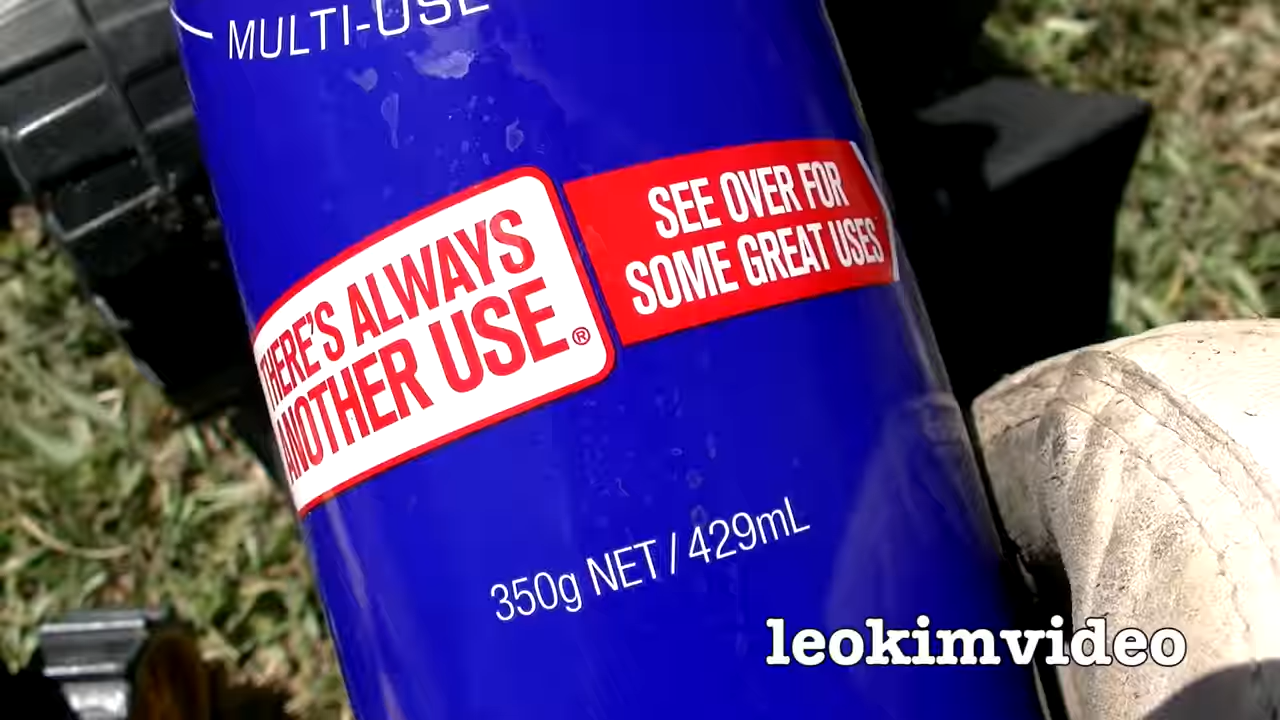 MULTI-USE
THERE'S ALWAYS
ANOTHER USE.®
SEE OVER FOR
SOME GREAT USES
350g NET / 429mL
leokimvideo